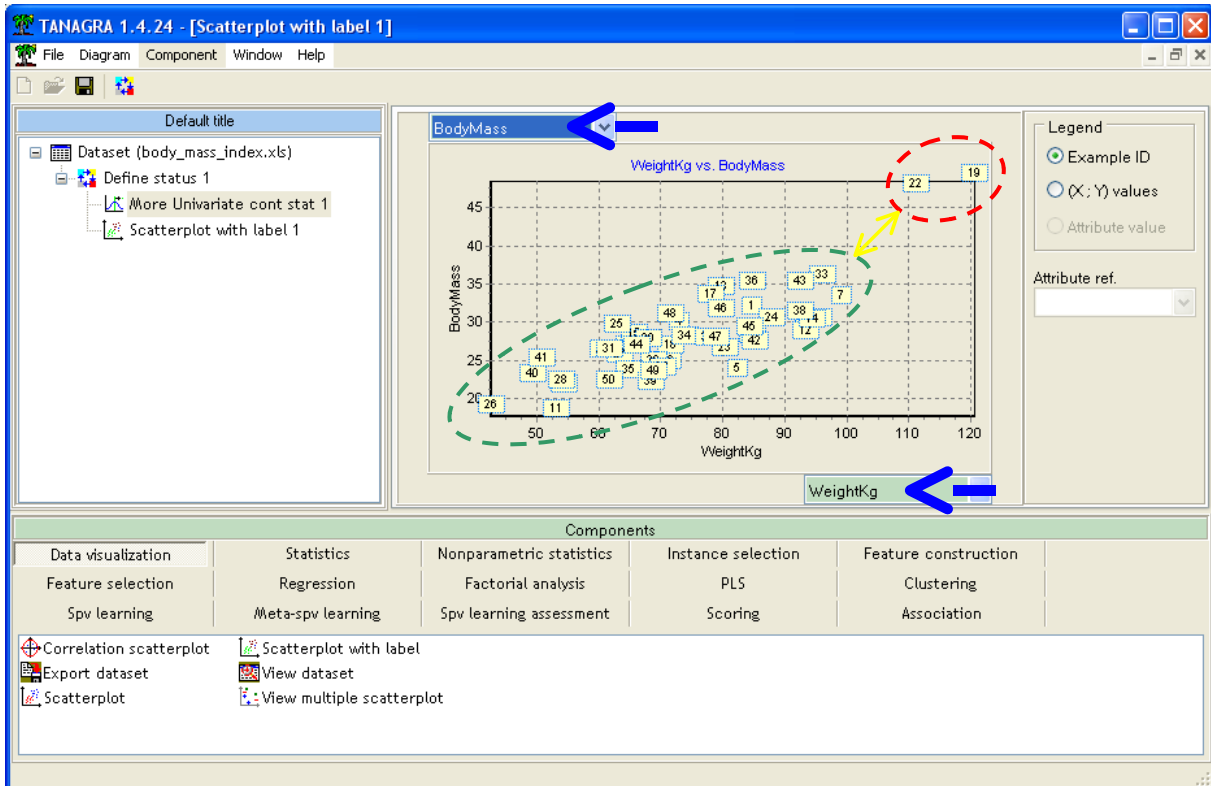 TANAGRA 1.4.24 - [Scatterplot with label 1]
File Diagram Component Window Help
Default title
Dataset (body_mass_index.xls)
Define status 1
More Univariate cont stat 1
Scatterplot with label 1
BodyMass
WeightKg vs. BodyMass
19
22
45
40
35
30
25
20
BodyMass
36
43
33
17
7
46
1
48
38
24
25
45
12
34
47
42
31
44
18
23
41
5
40
28
50
35
49
39
26
11
50
60
70
80
90
100
110
120
WeightKg
WeightKg
Legend
Example ID
(X ; Y) values
Attribute value
Attribute ref.
Components
Data visualization Statistics Nonparametric statistics Instance selection Feature construction
Feature selection Regression Factorial analysis PLS Clustering
Spv learning Meta-spv learning Spv learning assessment Scoring Association
Correlation scatterplot Scatterplot with label
Export dataset View dataset
Scatterplot View multiple scatterplot